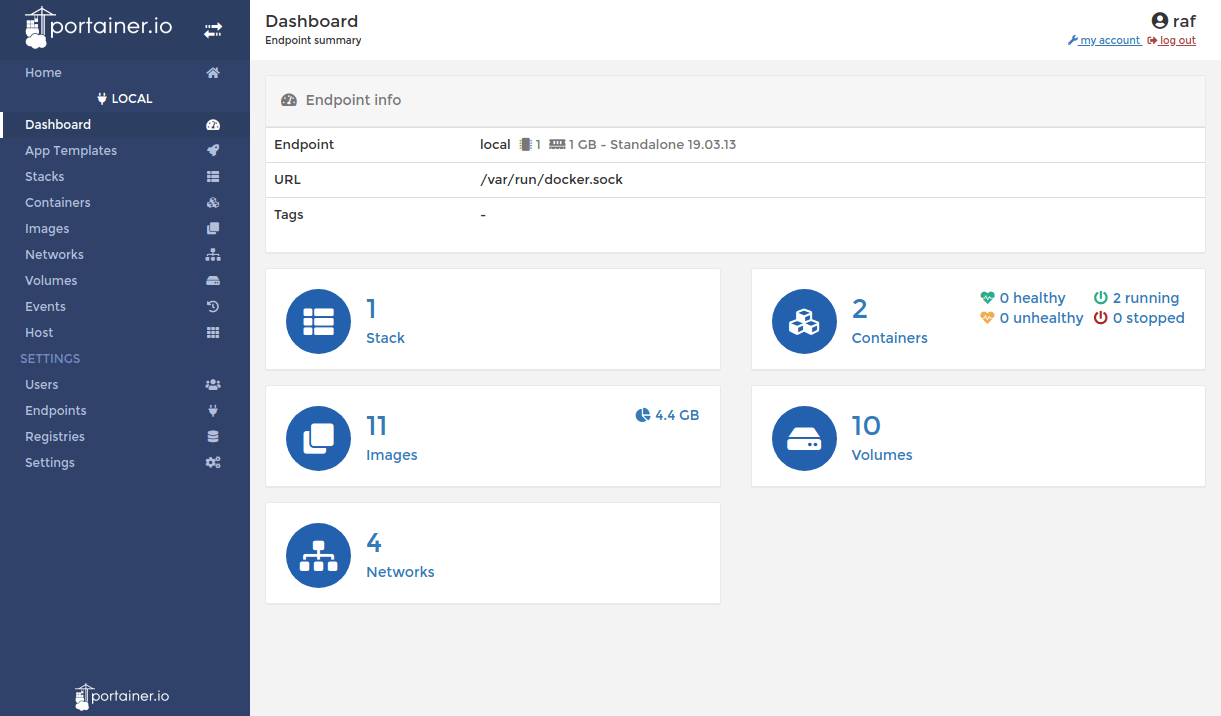 portainer.io
Home
LOCAL
Dashboard
App Templates
Stacks
Containers
Images
Networks
Volumes
Events
Host
SETTINGS
Users
Endpoints
Registries
Settings
portainer.io
Dashboard
Endpoint summary
raf
my account log out
Endpoint info
Endpoint local 1 1 GB - Standalone 19.03.13
URL /var/run/docker.sock
Tags -
1
Stack
2
Containers
0 healthy 2 running
0 unhealthy 0 stopped
11
Images
4.4 GB
10
Volumes
4
Networks